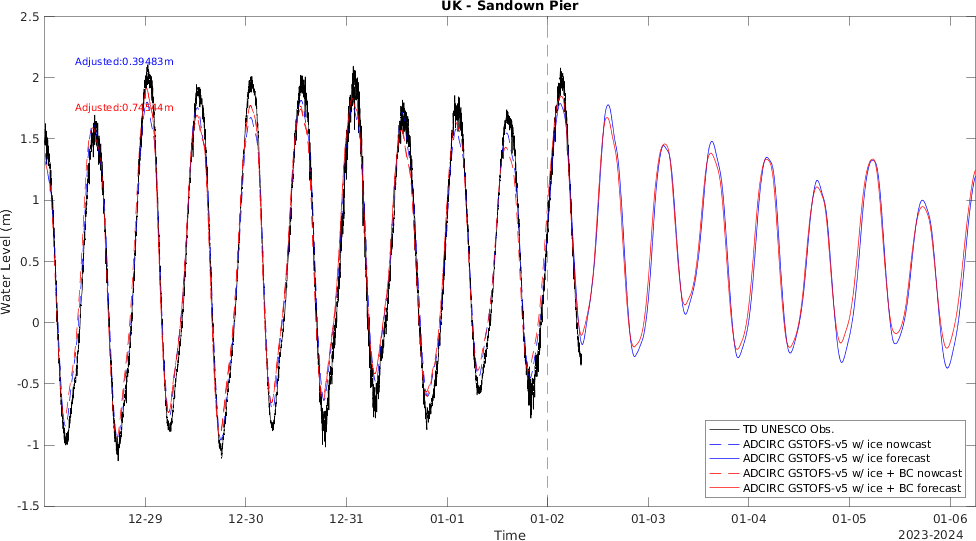 UK - Sandown Pier
2.5
2
1.5
1
0.5
0
-0.5
-1
-1.5
Water Level (m)
Adjusted:0.39483m
Adjusted:0.74544m
TD UNESCO Obs.
ADCIRC GSTOFS-v5 w/ ice nowcast
ADCIRC GSTOFS-v5 w/ ice forecast
ADCIRC GSTOFS-v5 w/ ice + BC nowcast
ADCIRC GSTOFS-v5 w/ ice + BC forecast
12-29 12-30 12-31 01-01 01-02 01-03 01-04 01-05 01-06
Time
2023-2024